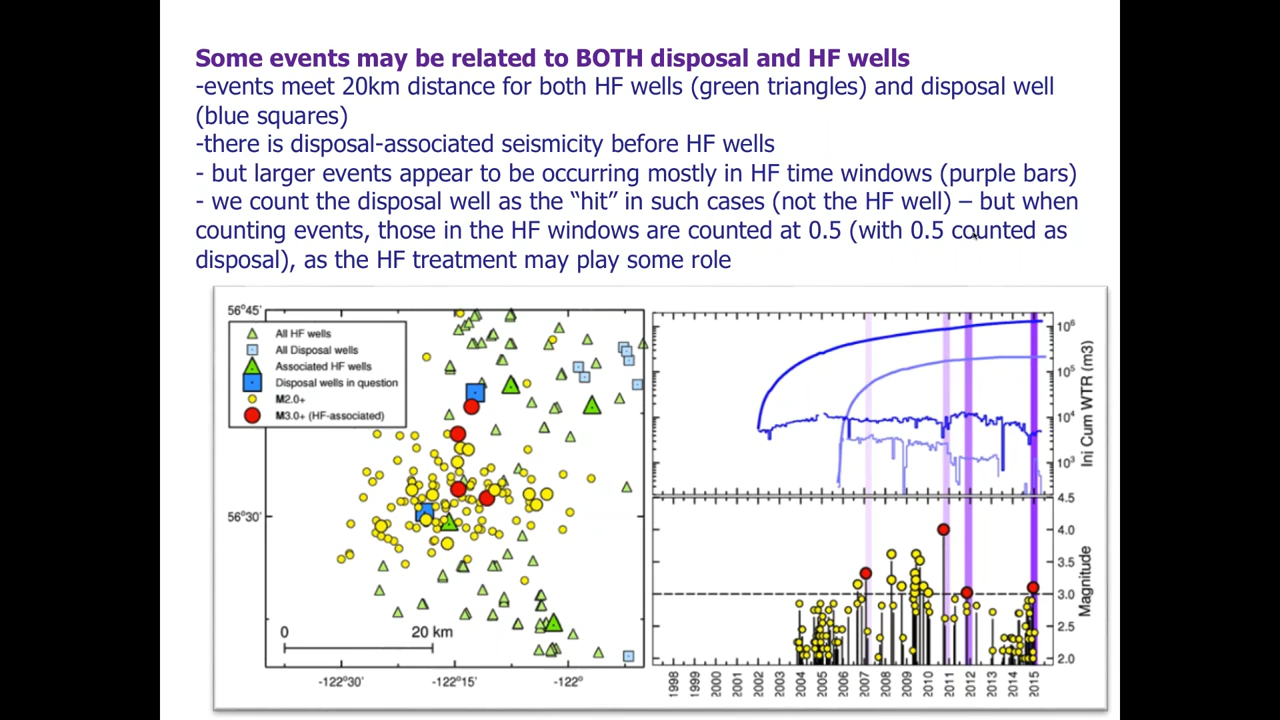 Some events may be related to BOTH disposal and HF wells
-events meet 20km distance for both HF wells (green triangles) and disposal well
(blue squares)
-there is disposal-associated seismicity before HF wells
- but larger events appear to be occurring mostly in HF time windows (purple bars)
- we count the disposal well as the “hit” in such cases (not the HF well) – but when
counting events, those in the HF windows are counted at 0.5 (with 0.5 counted as
disposal), as the HF treatment may play some role
56°45'
All HF wells
All Disposal wells
Associated HF wells
Disposal wells in question
M2.0+
M3.0+ (HF-associated)
56°30'
0
20 km
-122°30'
-122°15'
-122°
10⁶
10⁵
10⁴
10³
Inj Cum WTR (m3)
4.5
4.0
3.5
3.0
2.5
2.0
Magnitude
1998
1999
2000
2001
2002
2003
2004
2005
2006
2007
2008
2009
2010
2011
2012
2013
2014
2015